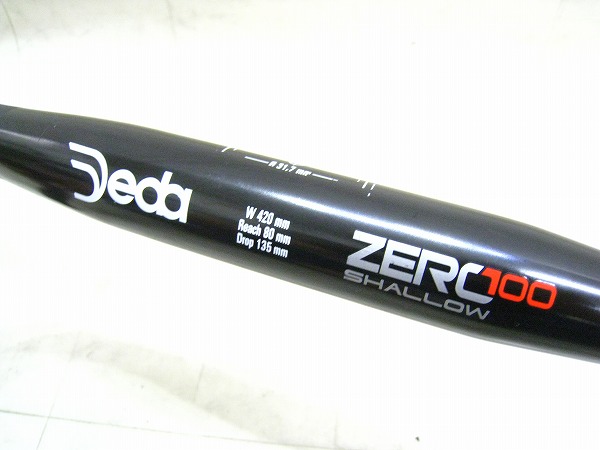 Deda
W 420 mm
Reach 80 mm
Drop 135 mm
31,7 mm
ZERO100
SHALLOW